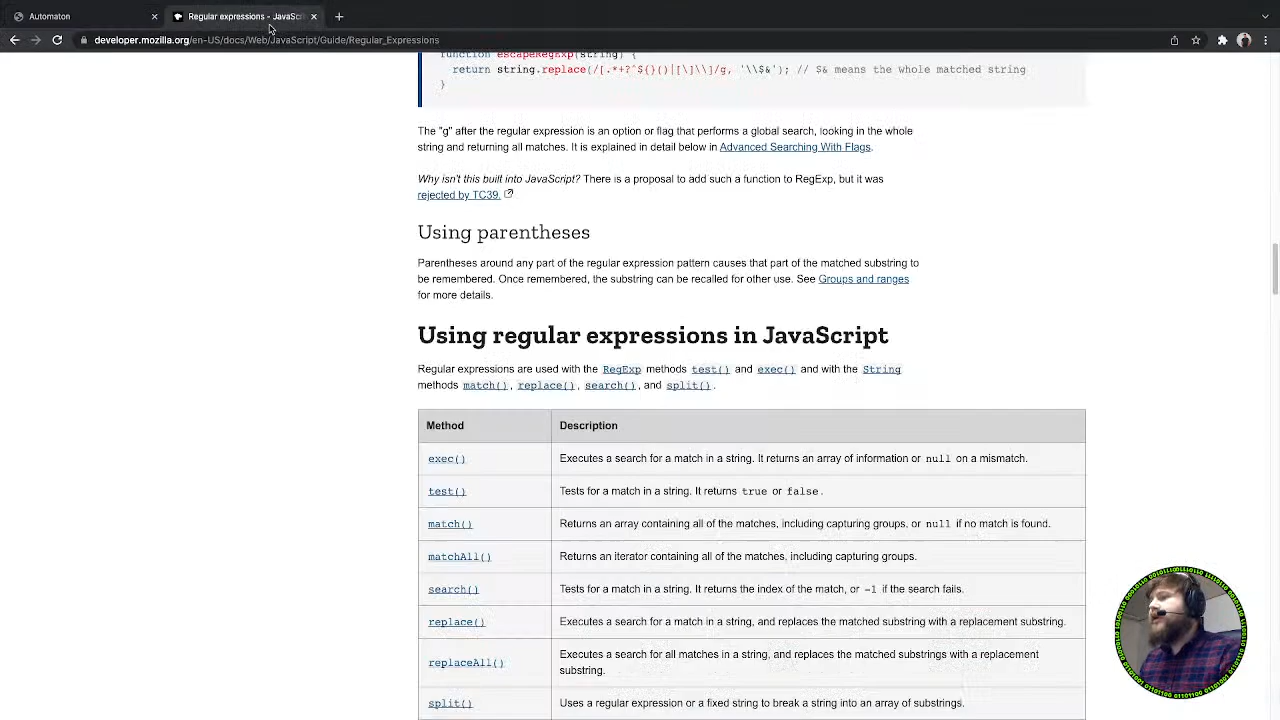 Automaton
Regular expressions - JavaSc
developer.mozilla.org/en-US/docs/Web/JavaScript/Guide/Regular_Expressions
function escapeRegExp(string) {
return string.replace(/[.*+?^${}()|[\]\\]/g, '\\$&'); // $& means the whole matched string
}
The "g" after the regular expression is an option or flag that performs a global search, looking in the whole
string and returning all matches. It is explained in detail below in Advanced Searching With Flags.
Why isn't this built into JavaScript? There is a proposal to add such a function to RegExp, but it was
rejected by TC39.
Using parentheses
Parentheses around any part of the regular expression pattern causes that part of the matched substring to
be remembered. Once remembered, the substring can be recalled for other use. See Groups and ranges
for more details.
Using regular expressions in JavaScript
Regular expressions are used with the RegExp methods test() and exec() and with the String
methods match(), replace(), search(), and split().
Method Description
exec() Executes a search for a match in a string. It returns an array of information or null on a mismatch.
test() Tests for a match in a string. It returns true or false.
match() Returns an array containing all of the matches, including capturing groups, or null if no match is found.
matchAll() Returns an iterator containing all of the matches, including capturing groups.
search() Tests for a match in a string. It returns the index of the match, or -1 if the search fails.
replace() Executes a search for a match in a string, and replaces the matched substring with a replacement substring.
replaceAll() Executes a search for all matches in a string, and replaces the matched substrings with a replacement
substring.
split() Uses a regular expression or a fixed string to break a string into an array of substrings.